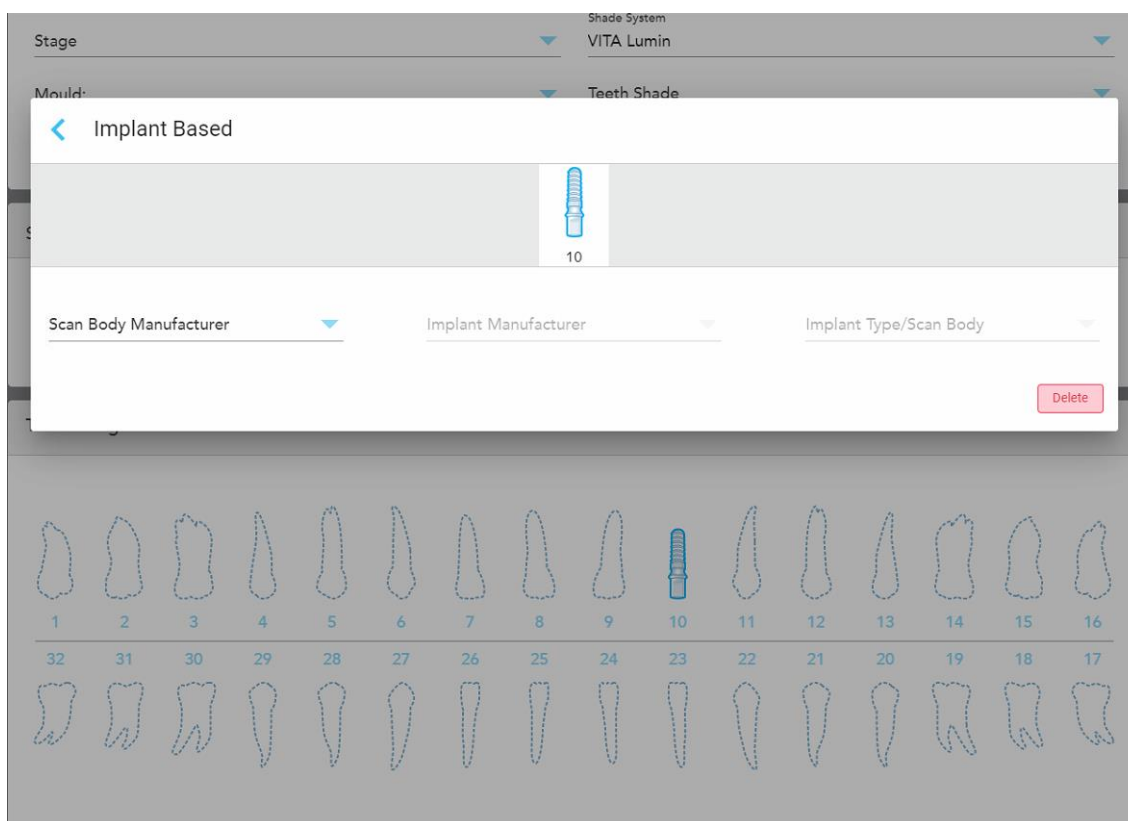 Shade System
Stage
VITA Lumin
Mould:
Teeth Shade
Implant Based
10
Scan Body Manufacturer
Implant Manufacturer
Implant Type/Scan Body
Delete
1 2 3 4 5 6 7 8 9 10 11 12 13 14 15 16
32 31 30 29 28 27 26 25 24 23 22 21 20 19 18 17